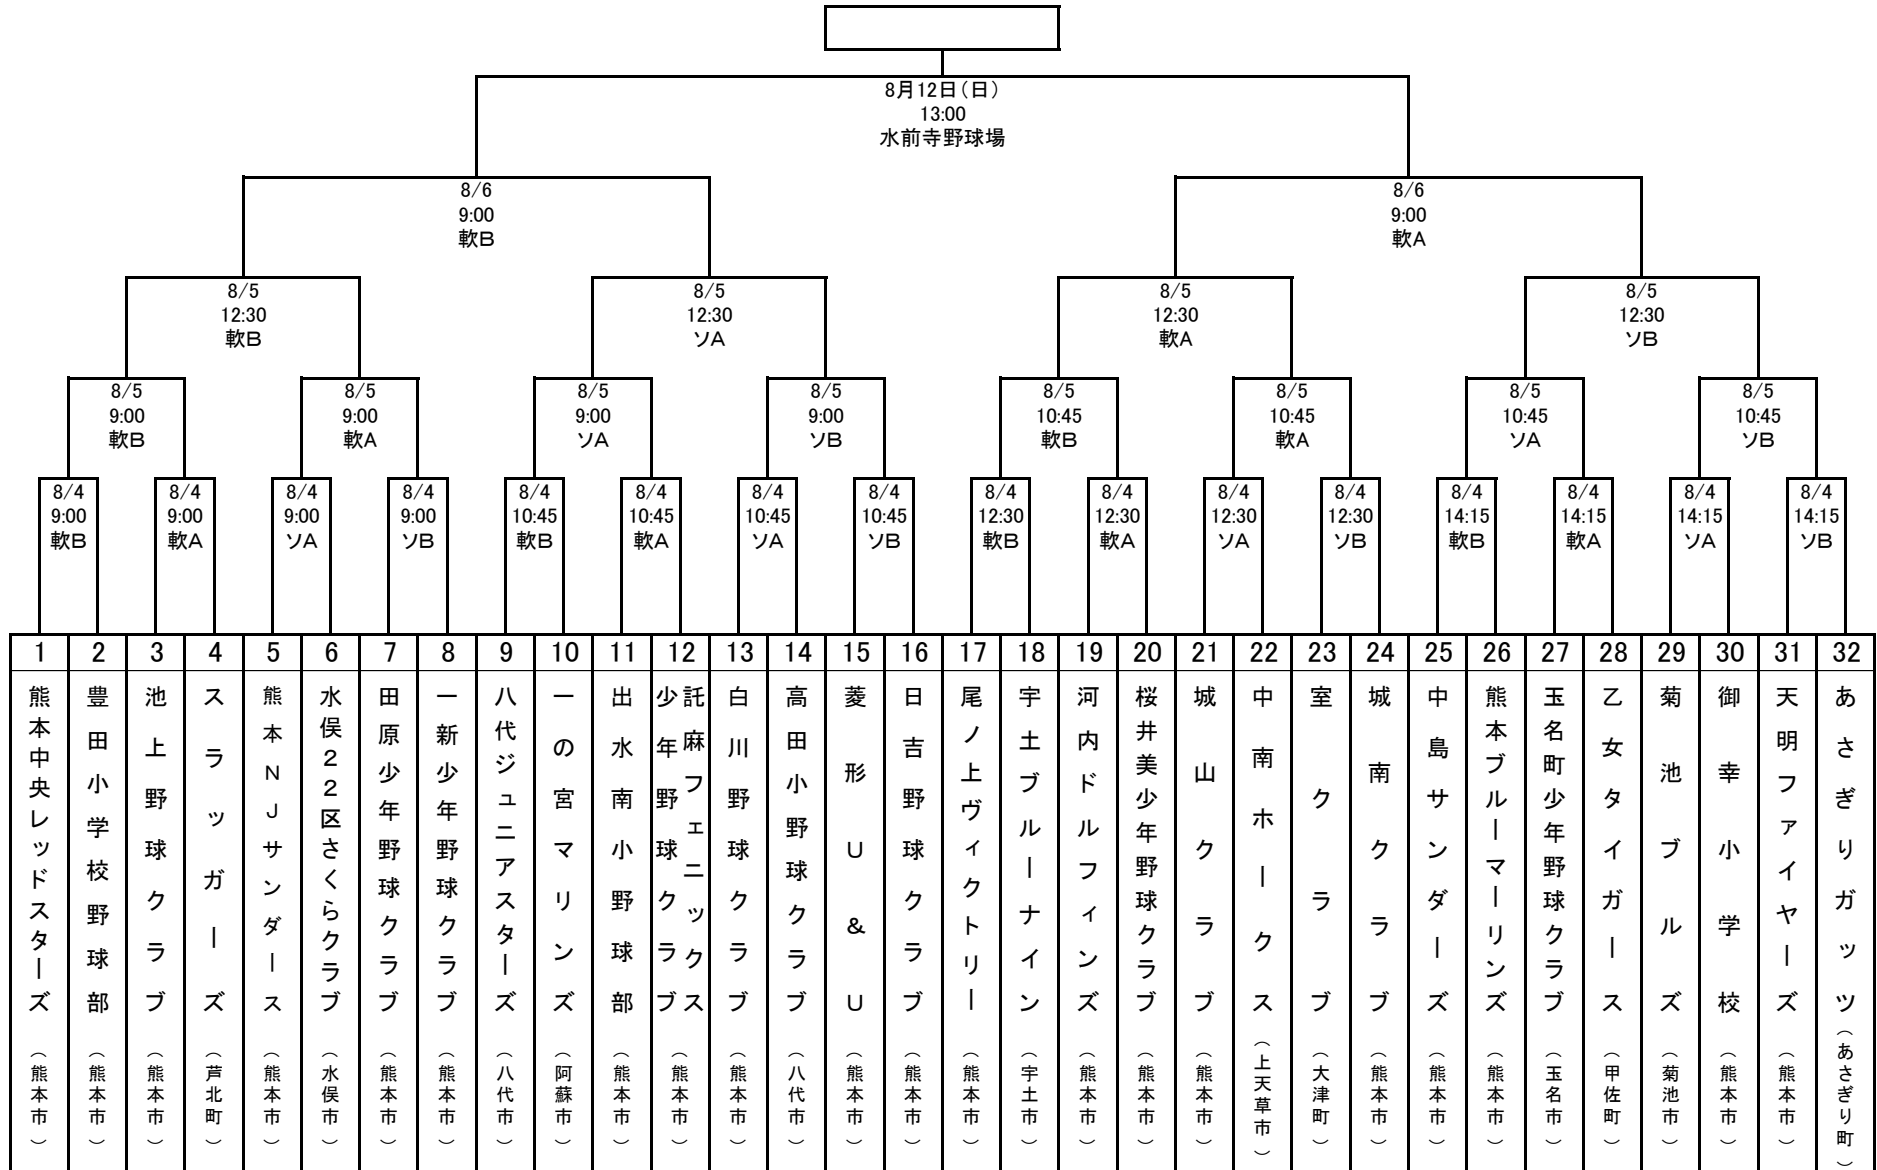 8月12日(日)
13:00
水前寺野球場
8/6
9:00
軟B
8/6
9:00
軟A
8/5
12:30
軟B
8/5
12:30
ソA
8/5
12:30
軟A
8/5
12:30
ソB
8/5
9:00
軟B
8/5
9:00
軟A
8/5
9:00
ソA
8/5
9:00
ソB
8/5
10:45
軟B
8/5
10:45
軟A
8/5
10:45
ソA
8/5
10:45
ソB
8/4
9:00
軟B
8/4
9:00
軟A
8/4
9:00
ソA
8/4
9:00
ソB
8/4
10:45
軟B
8/4
10:45
軟A
8/4
10:45
ソA
8/4
10:45
ソB
8/4
12:30
軟B
8/4
12:30
軟A
8/4
12:30
ソA
8/4
12:30
ソB
8/4
14:15
軟B
8/4
14:15
軟A
8/4
14:15
ソA
8/4
14:15
ソB
1
熊本中央レッドスターズ
(熊本市)
2
豊田小学校野球部
(熊本市)
3
池上野球クラブ
(熊本市)
4
スラッガーズ
(芦北町)
5
熊本NJサンダース
(熊本市)
6
水俣22区さくらクラブ
(水俣市)
7
田原少年野球クラブ
(熊本市)
8
一新少年野球クラブ
(熊本市)
9
八代ジュニアスターズ
(八代市)
10
一の宮マリンズ
(阿蘇市)
11
出水南小野球部
(熊本市)
12
託麻フェニックス
少年野球クラブ
(熊本市)
13
白川野球クラブ
(熊本市)
14
高田小野球クラブ
(八代市)
15
菱形U&U
(熊本市)
16
日吉野球クラブ
(熊本市)
17
尾ノ上ヴィクトリー
(熊本市)
18
宇土ブルーナイン
(宇土市)
19
河内ドルフィンズ
(熊本市)
20
桜井美少年野球クラブ
(熊本市)
21
城山クラブ
(熊本市)
22
中南ホークス
(上天草市)
23
室クラブ
(大津町)
24
城南クラブ
(熊本市)
25
中島サンダーズ
(熊本市)
26
熊本ブルーマーリンズ
(熊本市)
27
玉名町少年野球クラブ
(玉名市)
28
乙女タイガース
(甲佐町)
29
菊池ブルズ
(菊池市)
30
御幸小学校
(熊本市)
31
天明ファイヤーズ
(熊本市)
32
あさぎりガッツ
(あさぎり町)